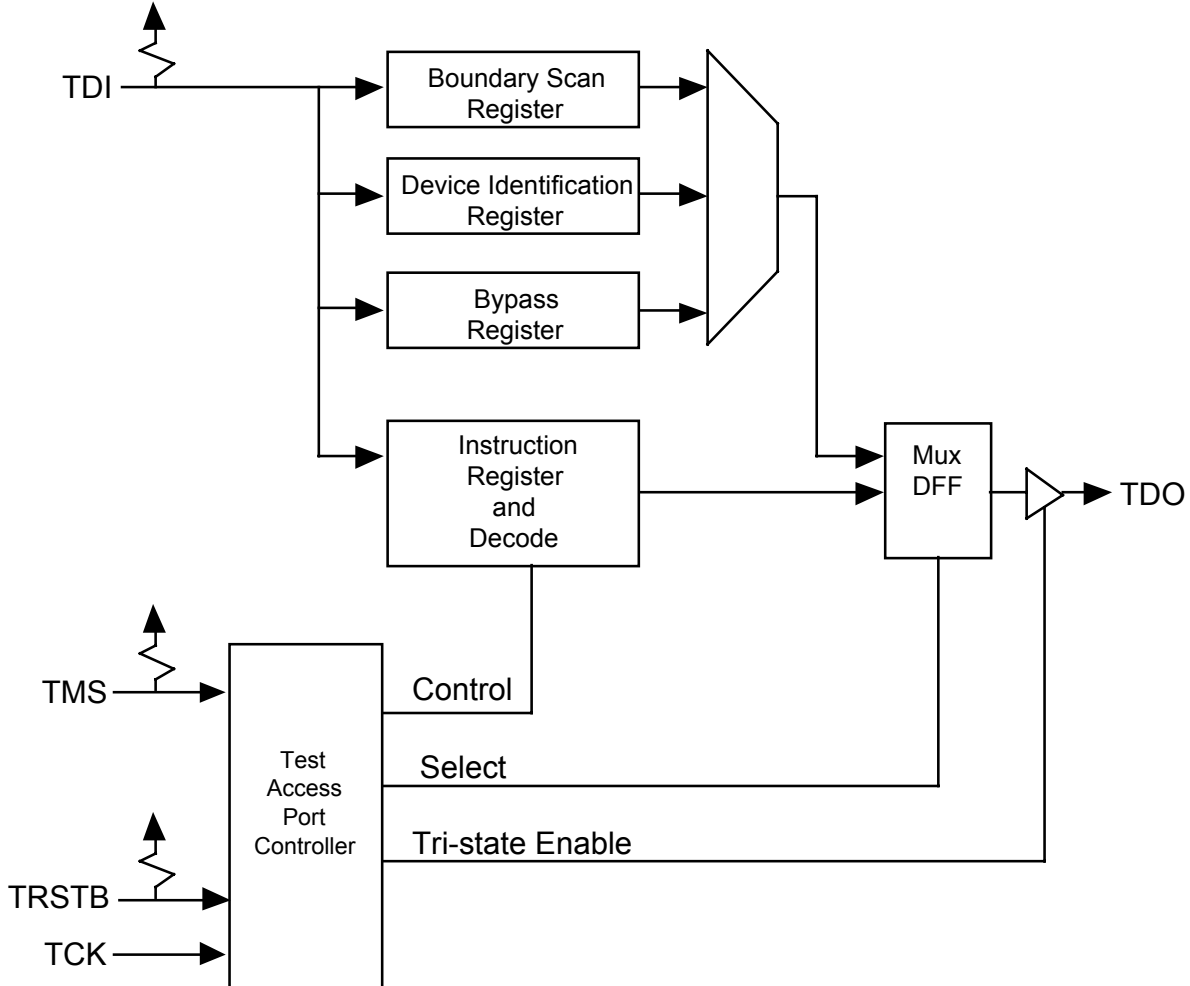 TDI
Boundary Scan
Register
Device Identification
Register
Bypass
Register
Instruction
Register
and
Decode
Mux
DFF
TDO
TMS
Control
Test
Access
Port
Controller
Select
Tri-state Enable
TRSTB
TCK